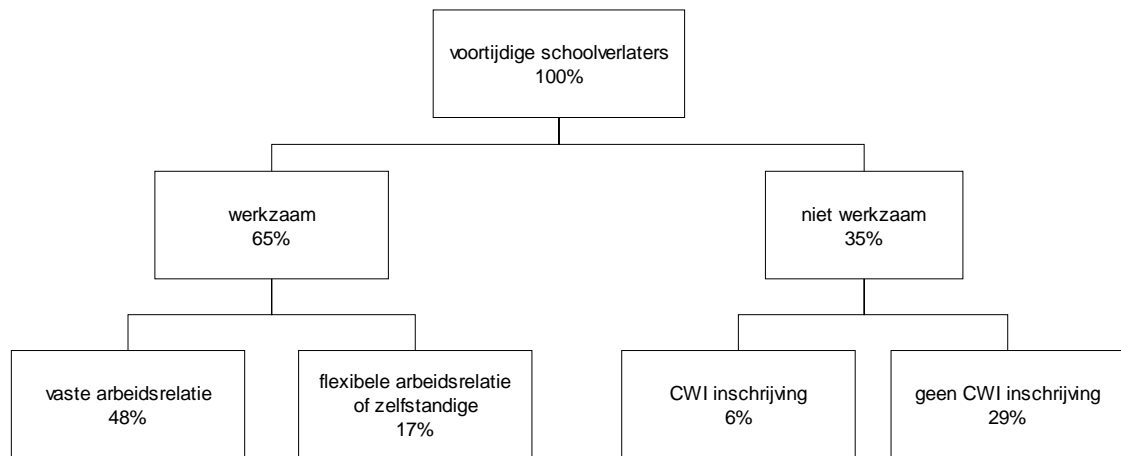 voortijdige schoolverlaters
100%
werkzaam
65%
niet werkzaam
35%
vaste arbeidsrelatie
48%
flexibele arbeidsrelatie
of zelfstandige
17%
CWI inschrijving
6%
geen CWI inschrijving
29%